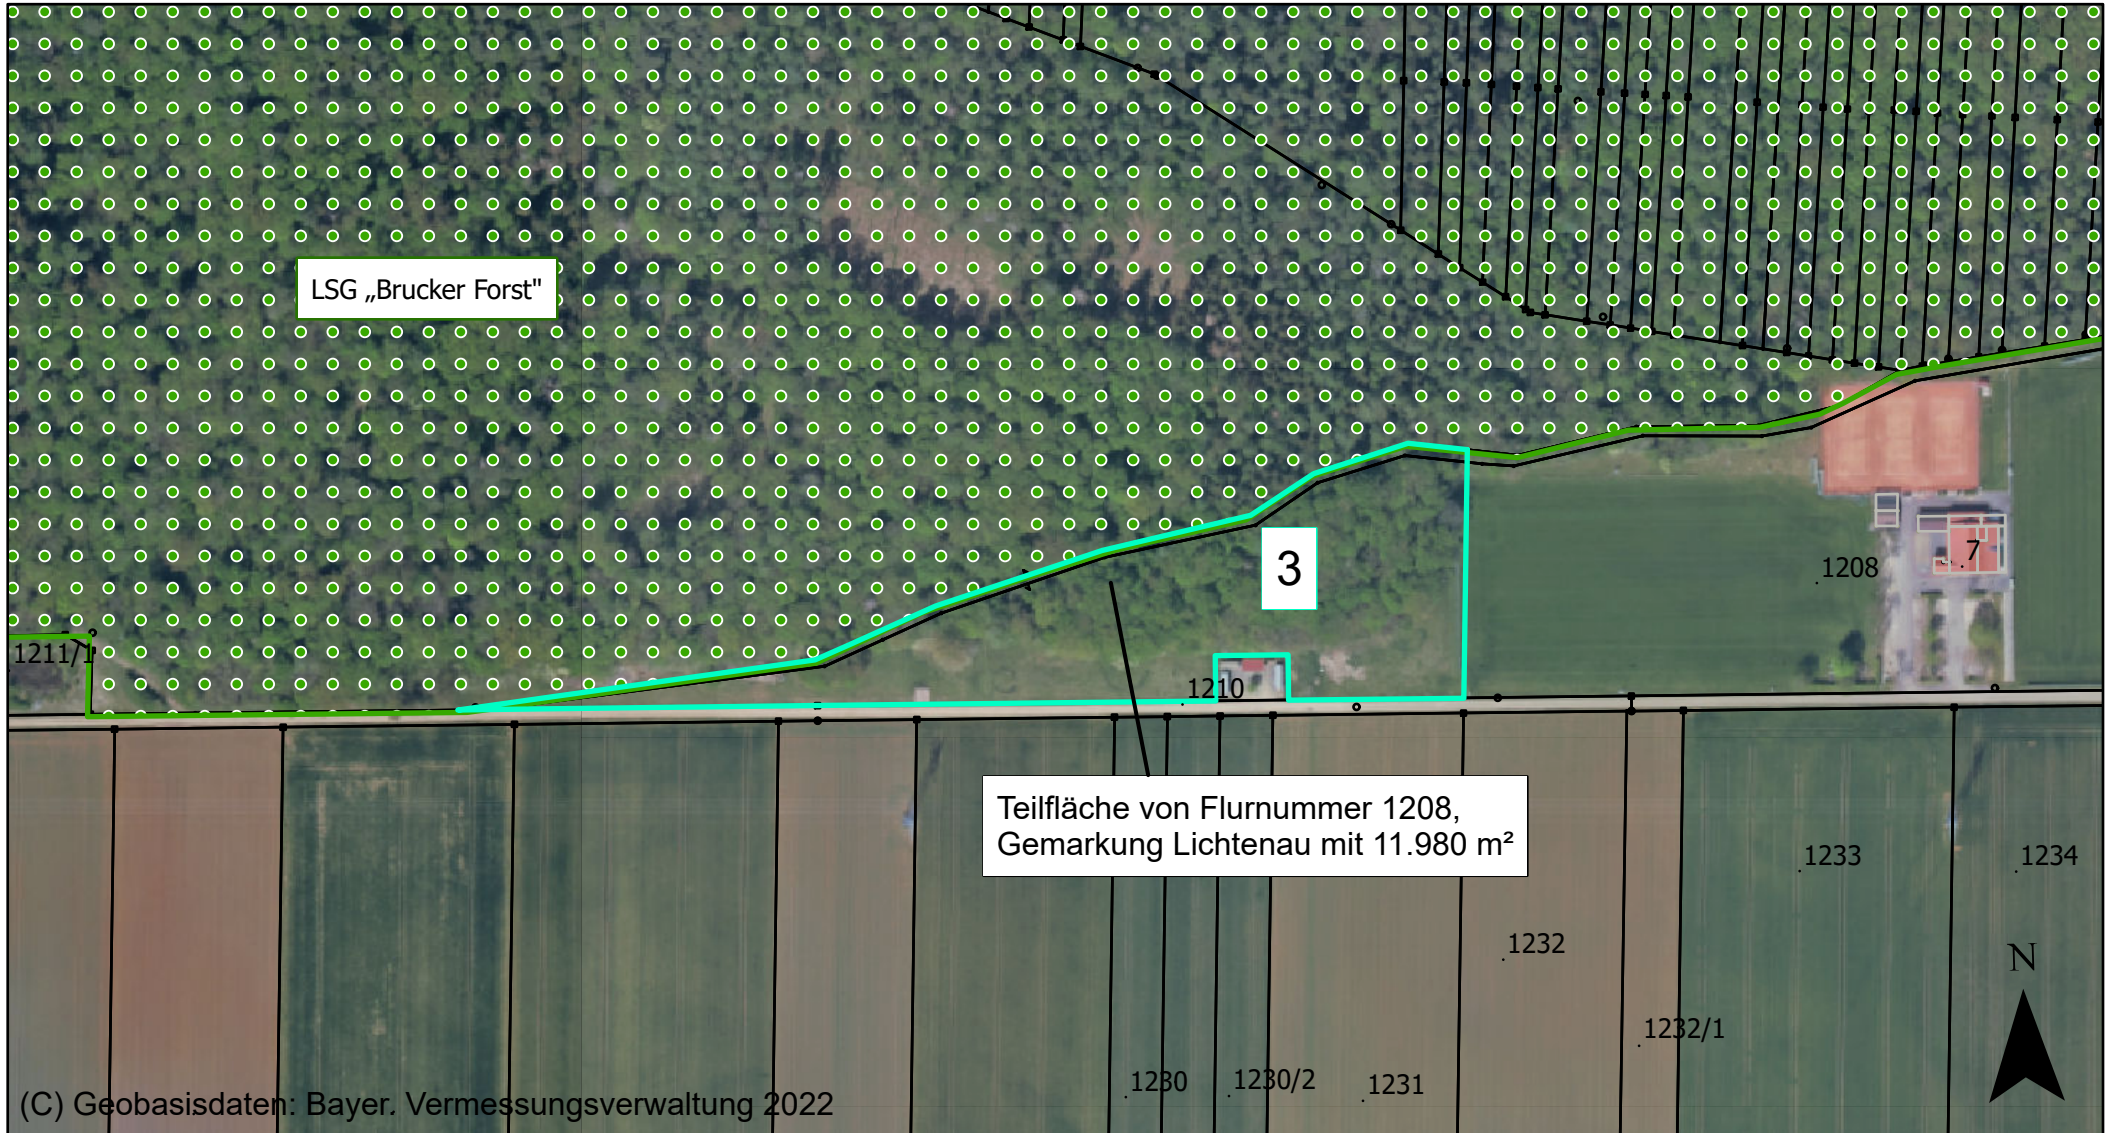 LSG „Brucker Forst"
3
7
1208
1211/1
1210
Teilfläche von Flurnummer 1208,
Gemarkung Lichtenau mit 11.980 m²
1233
1234
1232
N
1232/1
1230
1230/2
1231
(C) Geobasisdaten: Bayer. Vermessungsverwaltung 2022